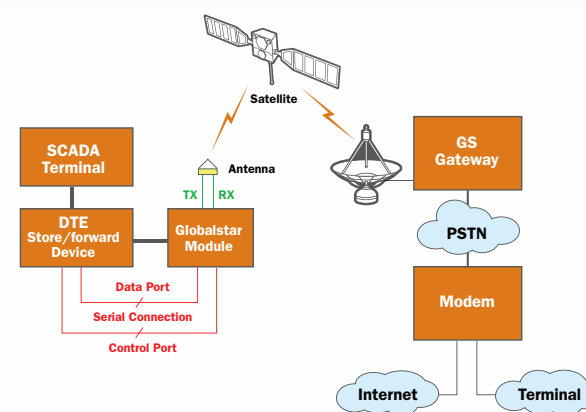 Satellite
SCADA
Terminal
Antenna
GS
Gateway
TX
RX
DTE
Store/forward
Device
Globalstar
Module
PSTN
Data Port
Serial Connection
Control Port
Modem
Internet
Terminal